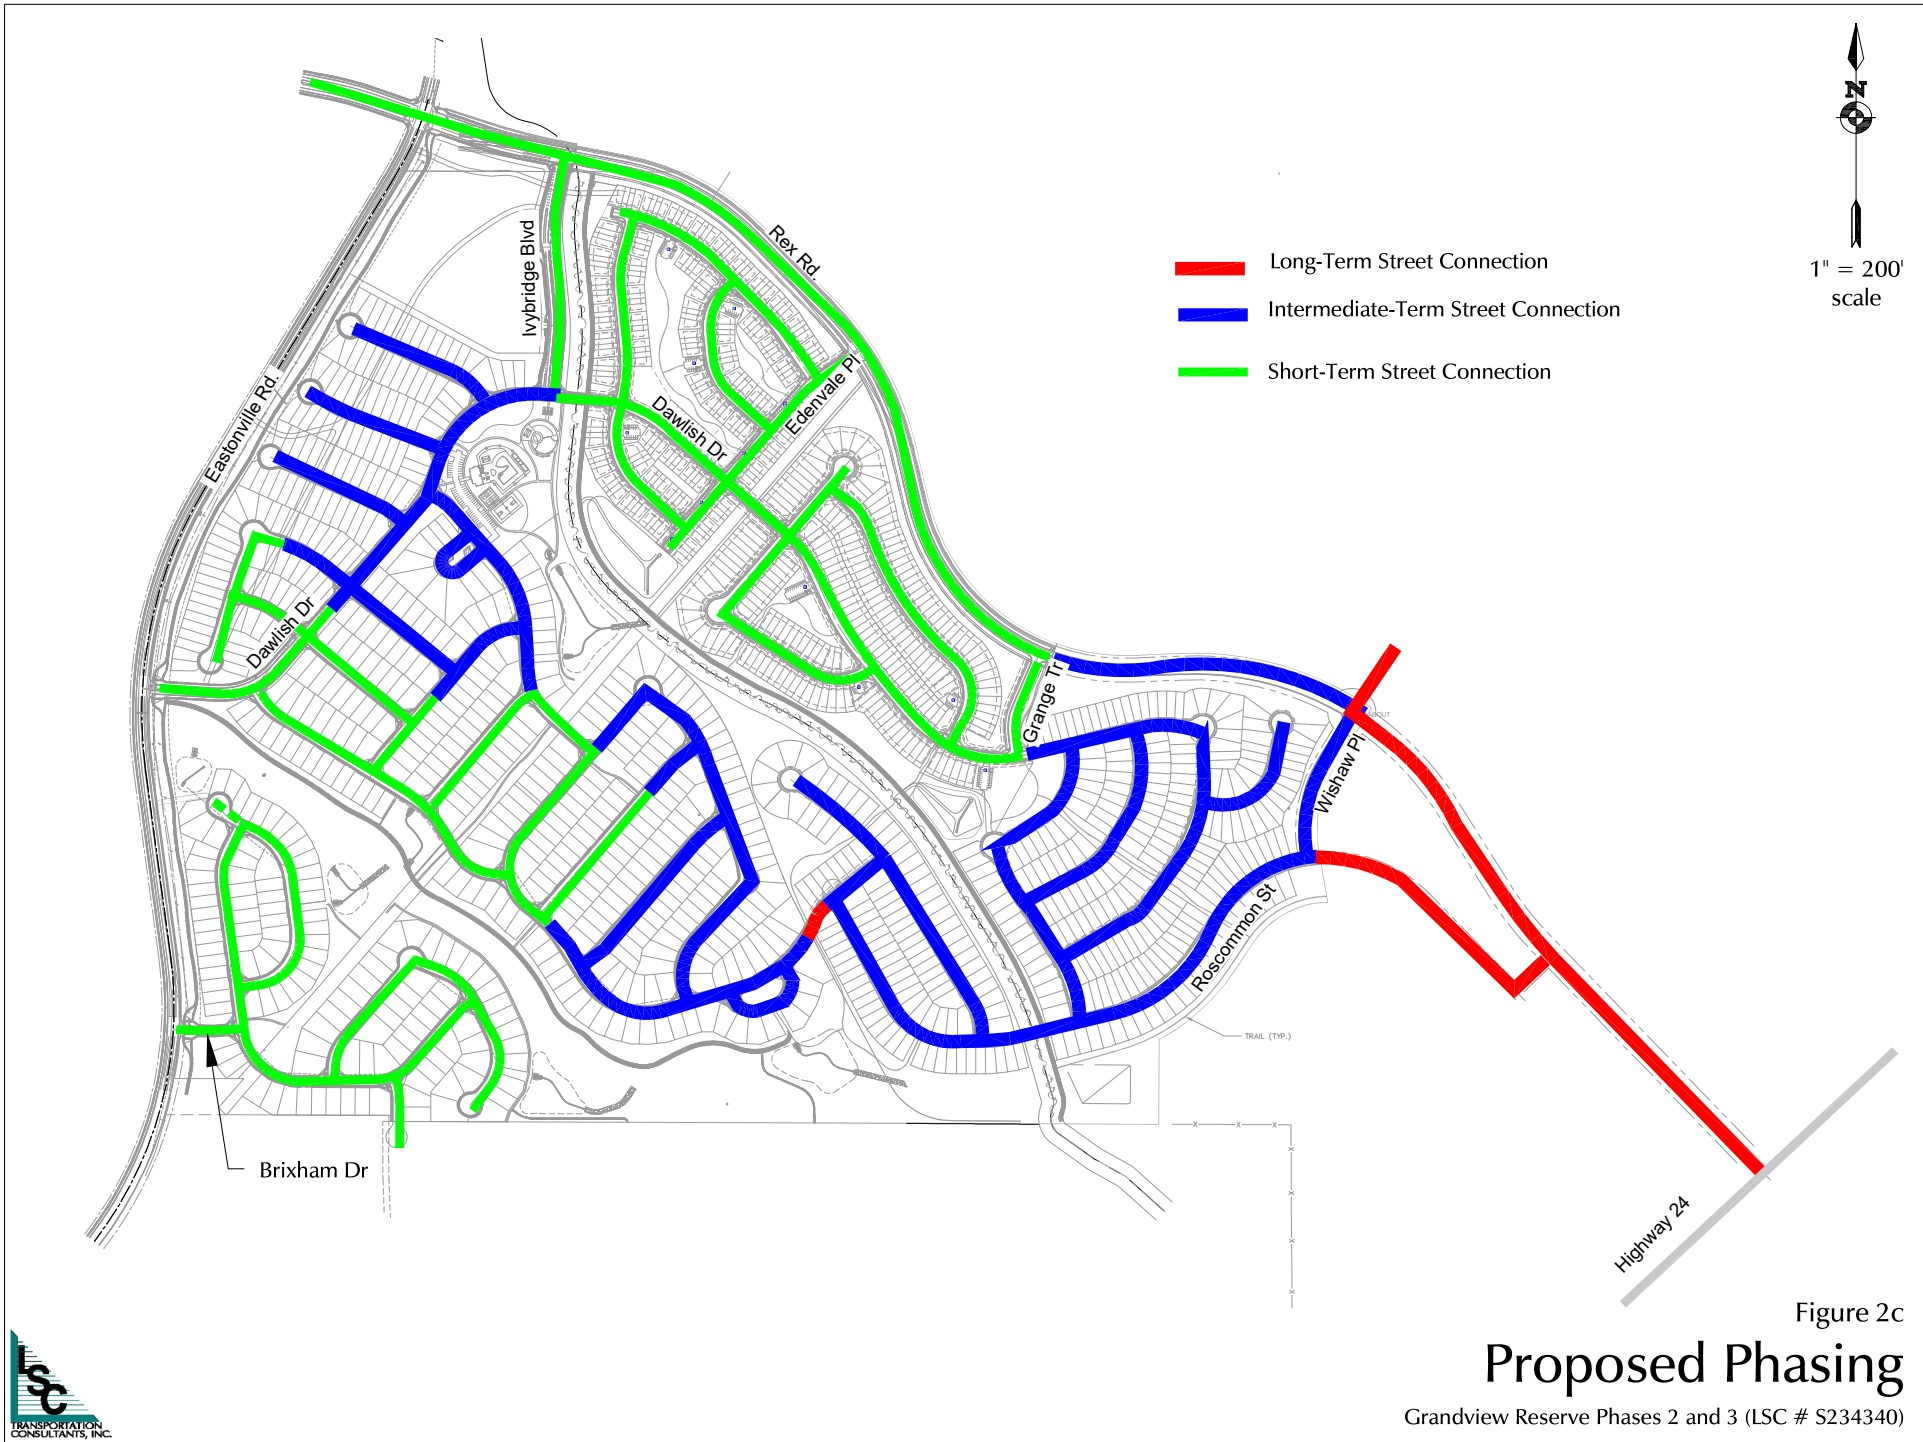 N
1" = 200'
scale
Long-Term Street Connection
Intermediate-Term Street Connection
Short-Term Street Connection
Rex Rd.
Ivybridge Blvd
Edenvale Pl
Dawlish Dr
Eastonville Rd.
Dawlish Dr
Grange Tr
Wishaw Pl
Roscommon St
TRAIL (TYP.)
Brixham Dr
Highway 24
Figure 2c
Proposed Phasing
Grandview Reserve Phases 2 and 3 (LSC # S234340)
LSC
TRANSPORTATION
CONSULTANTS, INC.